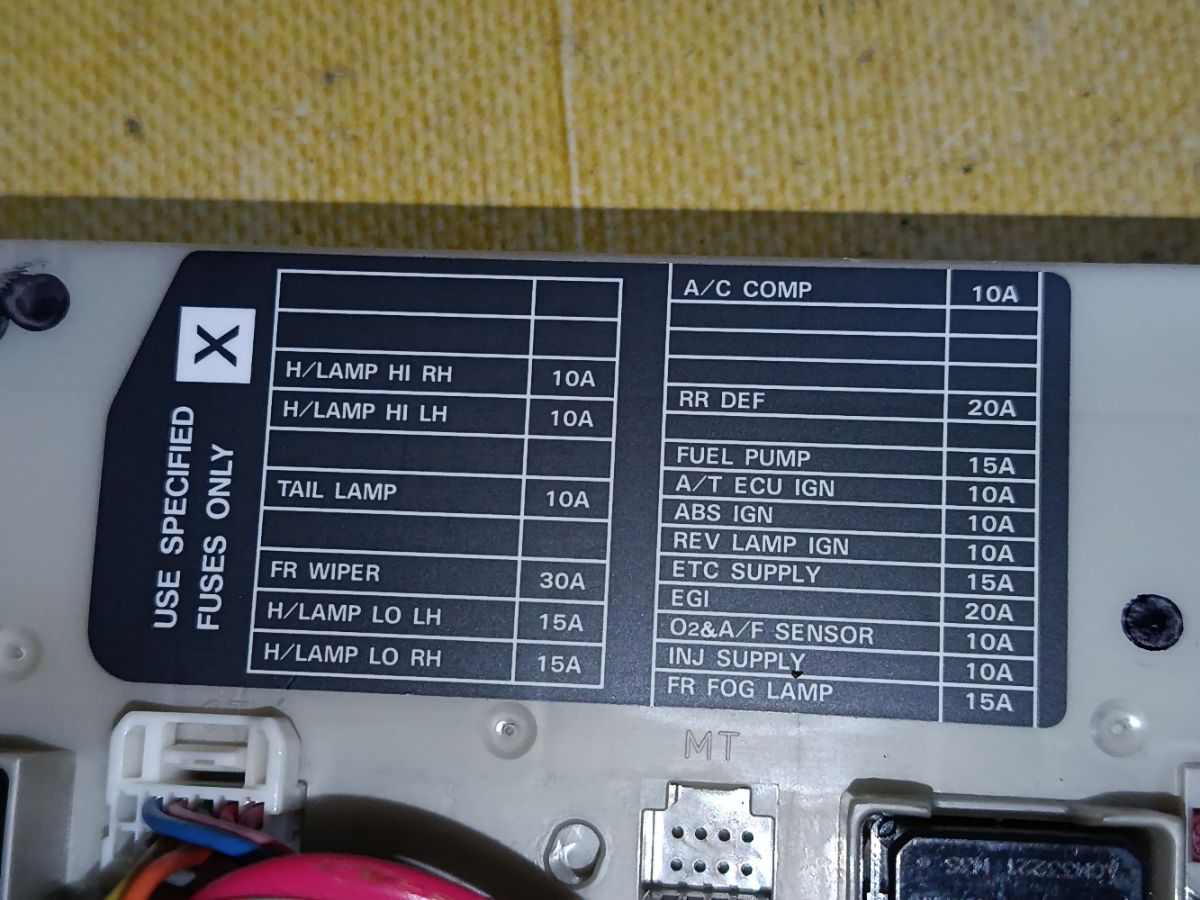 X
USE SPECIFIED
FUSES ONLY
H/LAMP HI RH 10A
H/LAMP HI LH 10A
TAIL LAMP 10A
FR WIPER 30A
H/LAMP LO LH 15A
H/LAMP LO RH 15A
A/C COMP 10A
RR DEF 20A
FUEL PUMP 15A
A/T ECU IGN 10A
ABS IGN 10A
REV LAMP IGN 10A
ETC SUPPLY 15A
EGI 20A
O2&A/F SENSOR 10A
INJ SUPPLY 10A
FR FOG LAMP 15A
MT